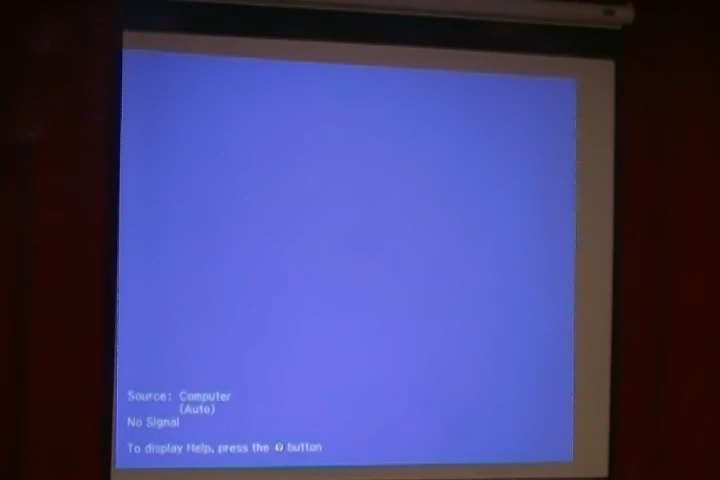 Source: Computer
(Auto)
No Signal
To display Help, press the ? button